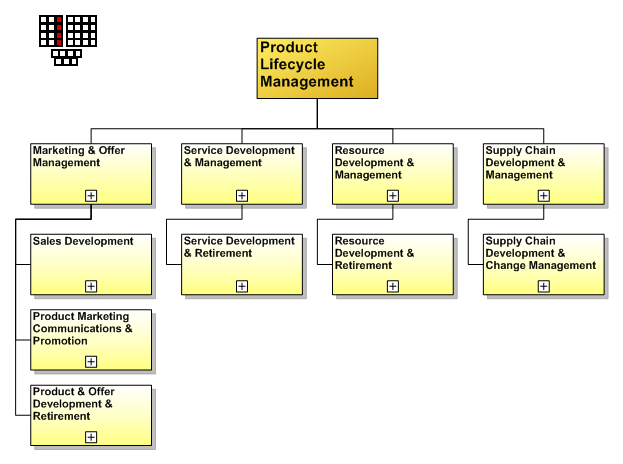 Product
Lifecycle
Management
Marketing & Offer
Management
Service Development
& Management
Resource
Development &
Management
Supply Chain
Development &
Management
Sales Development
Service Development
& Retirement
Resource
Development &
Retirement
Supply Chain
Development &
Change Management
Product Marketing
Communications &
Promotion
Product & Offer
Development &
Retirement